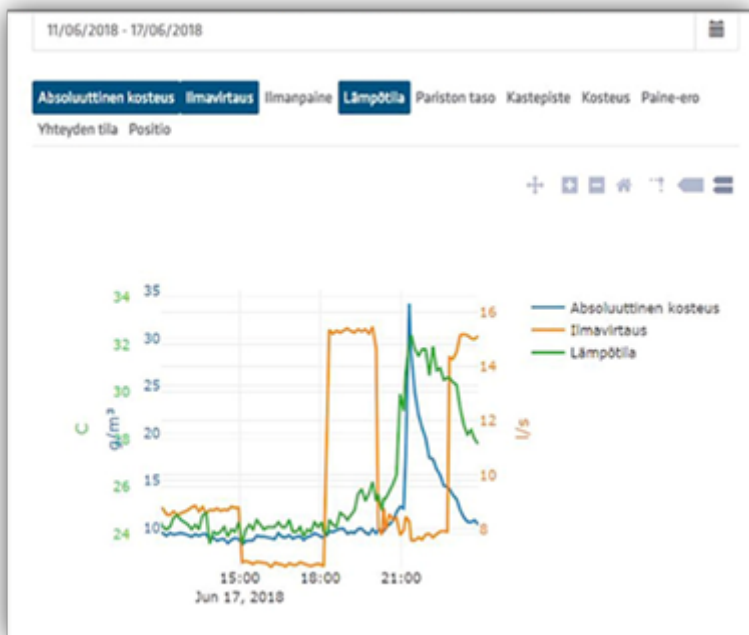 11/06/2018 - 17/06/2018
Absoluuttinen kosteus Ilmavirtaus Ilmanpaine Lämpötila Pariston taso Kastepiste Kosteus Paine-ero
Yhteyden tila Positio
34 35 16
32 30 14
30 25 12
28 20 10
26 15 8
24 10
C g/m³ l/s
Absoluuttinen kosteus
Ilmavirtaus
Lämpötila
15:00 18:00 21:00
Jun 17, 2018